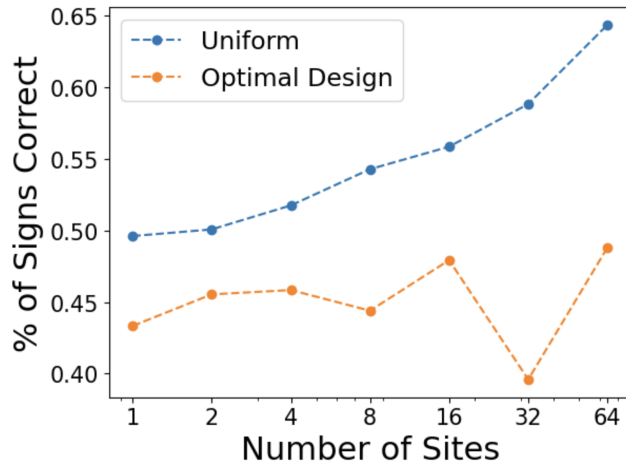 0.65
0.60
0.55
0.50
0.45
0.40
% of Signs Correct
Uniform
Optimal Design
1 2 4 8 16 32 64
Number of Sites